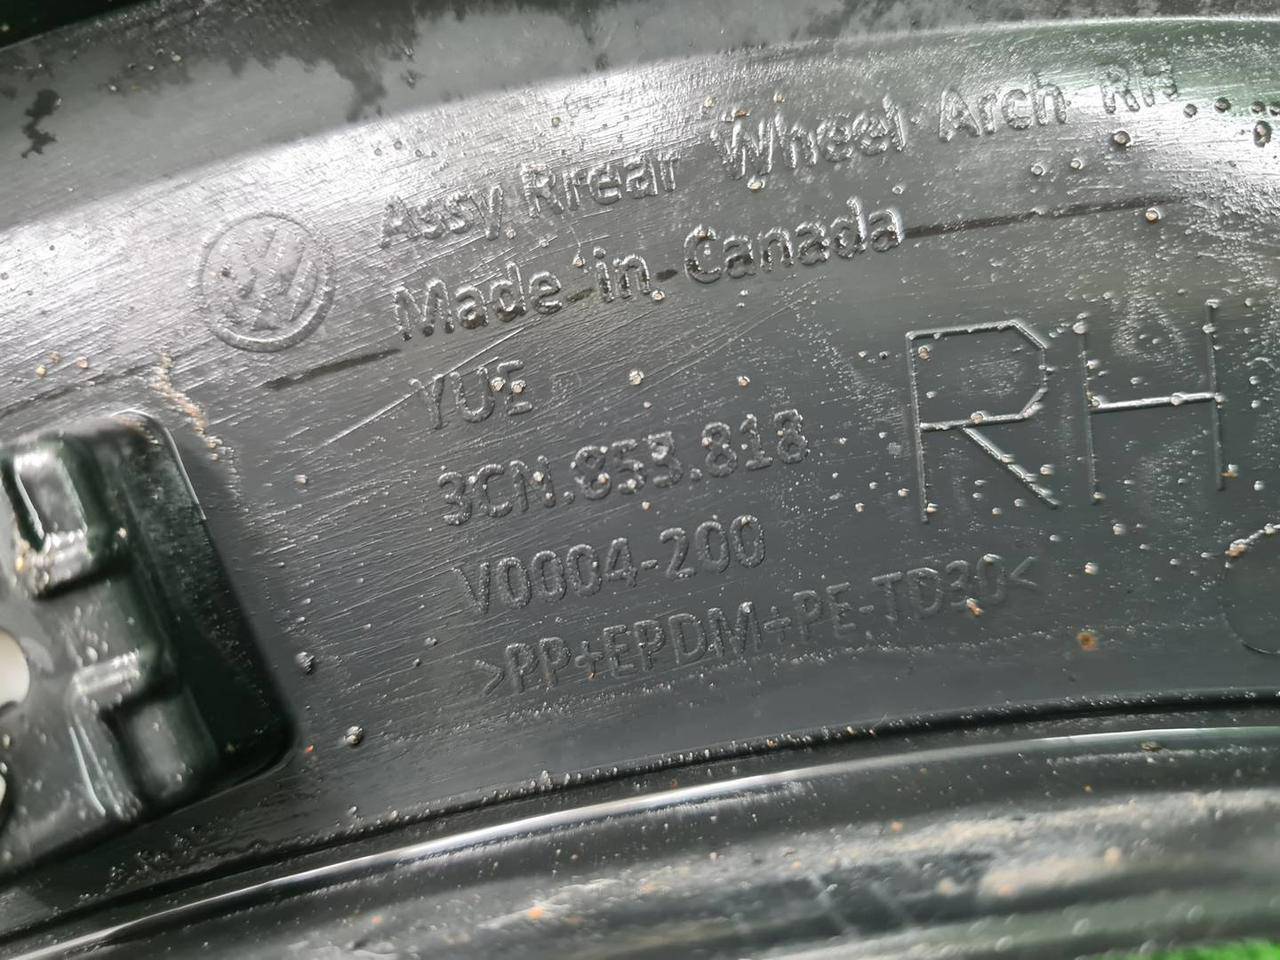 Assy Rrear Wheel Arch RH
Made in Canada
YUE
3CN.853.818
V0004-200
>PP+EPDM+PE-TD30<
RH